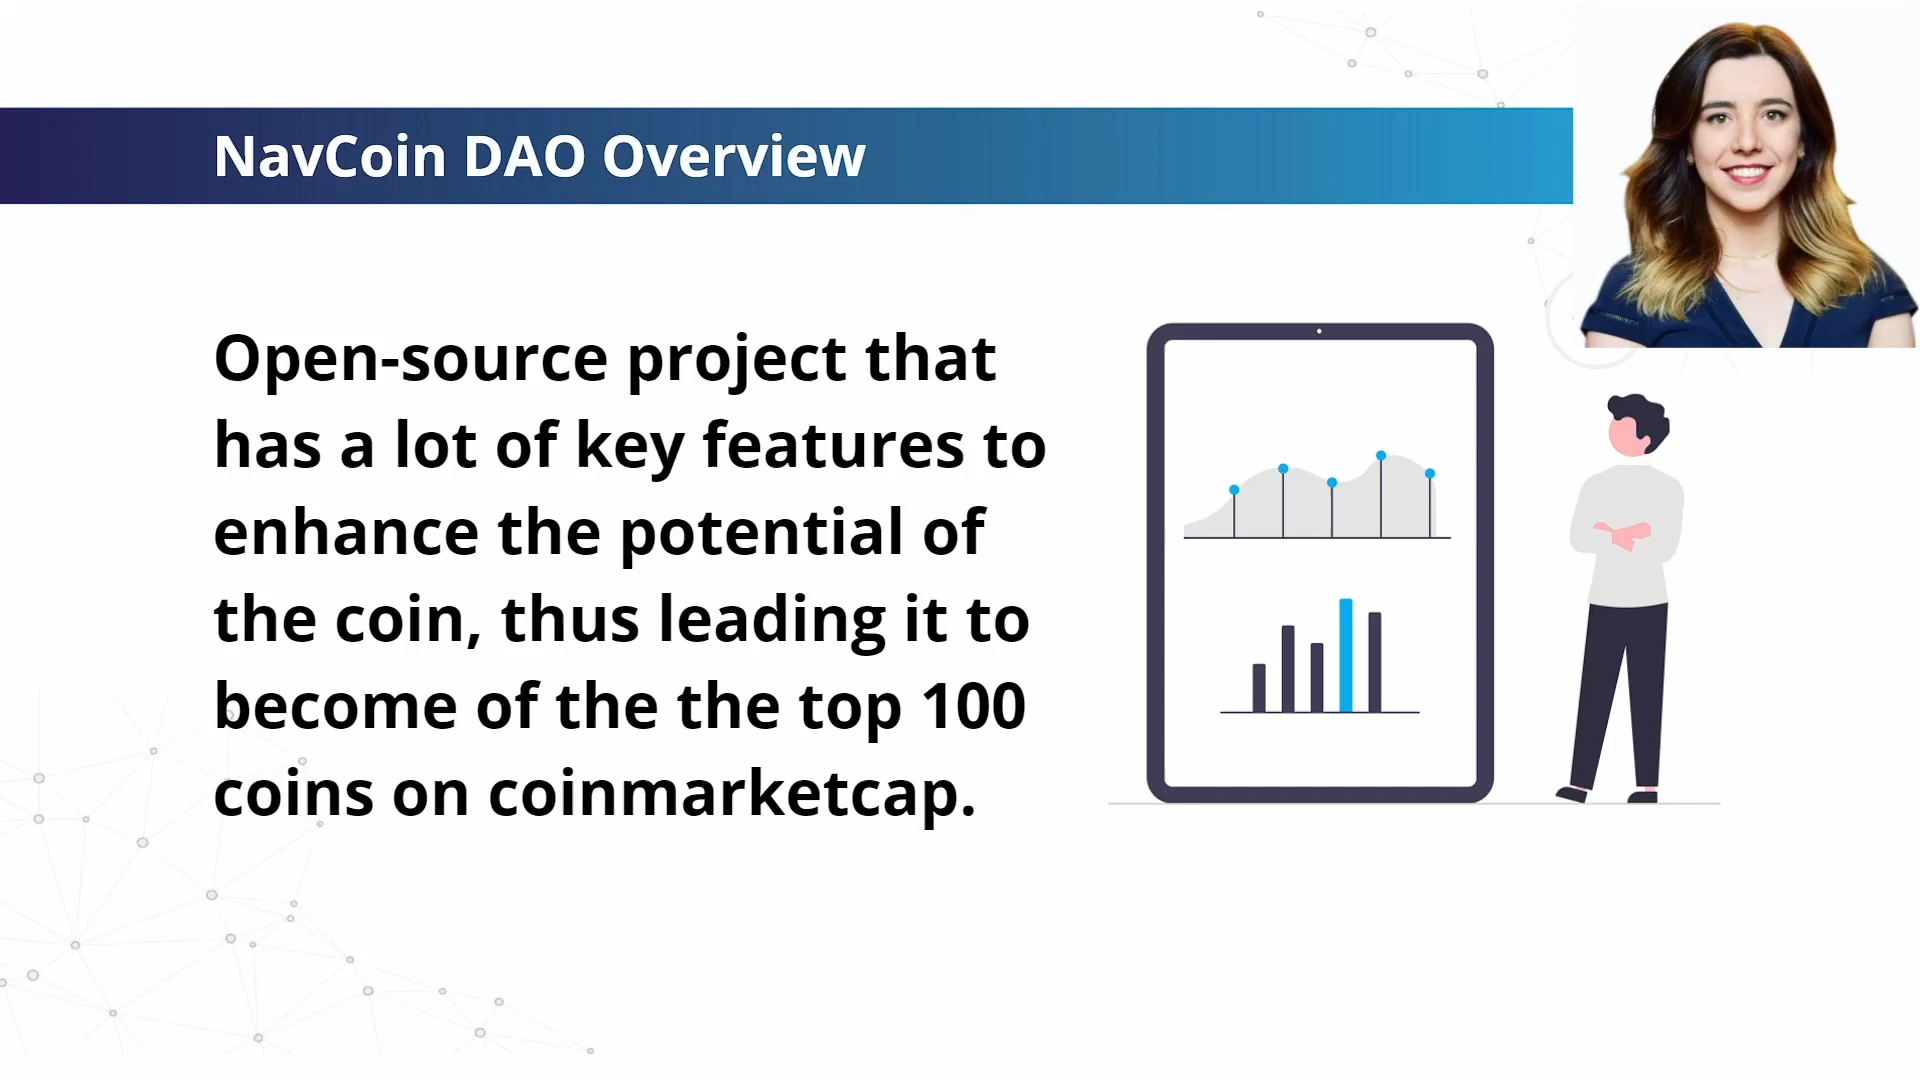 NavCoin DAO Overview
Open-source project that
has a lot of key features to
enhance the potential of
the coin, thus leading it to
become of the the top 100
coins on coinmarketcap.